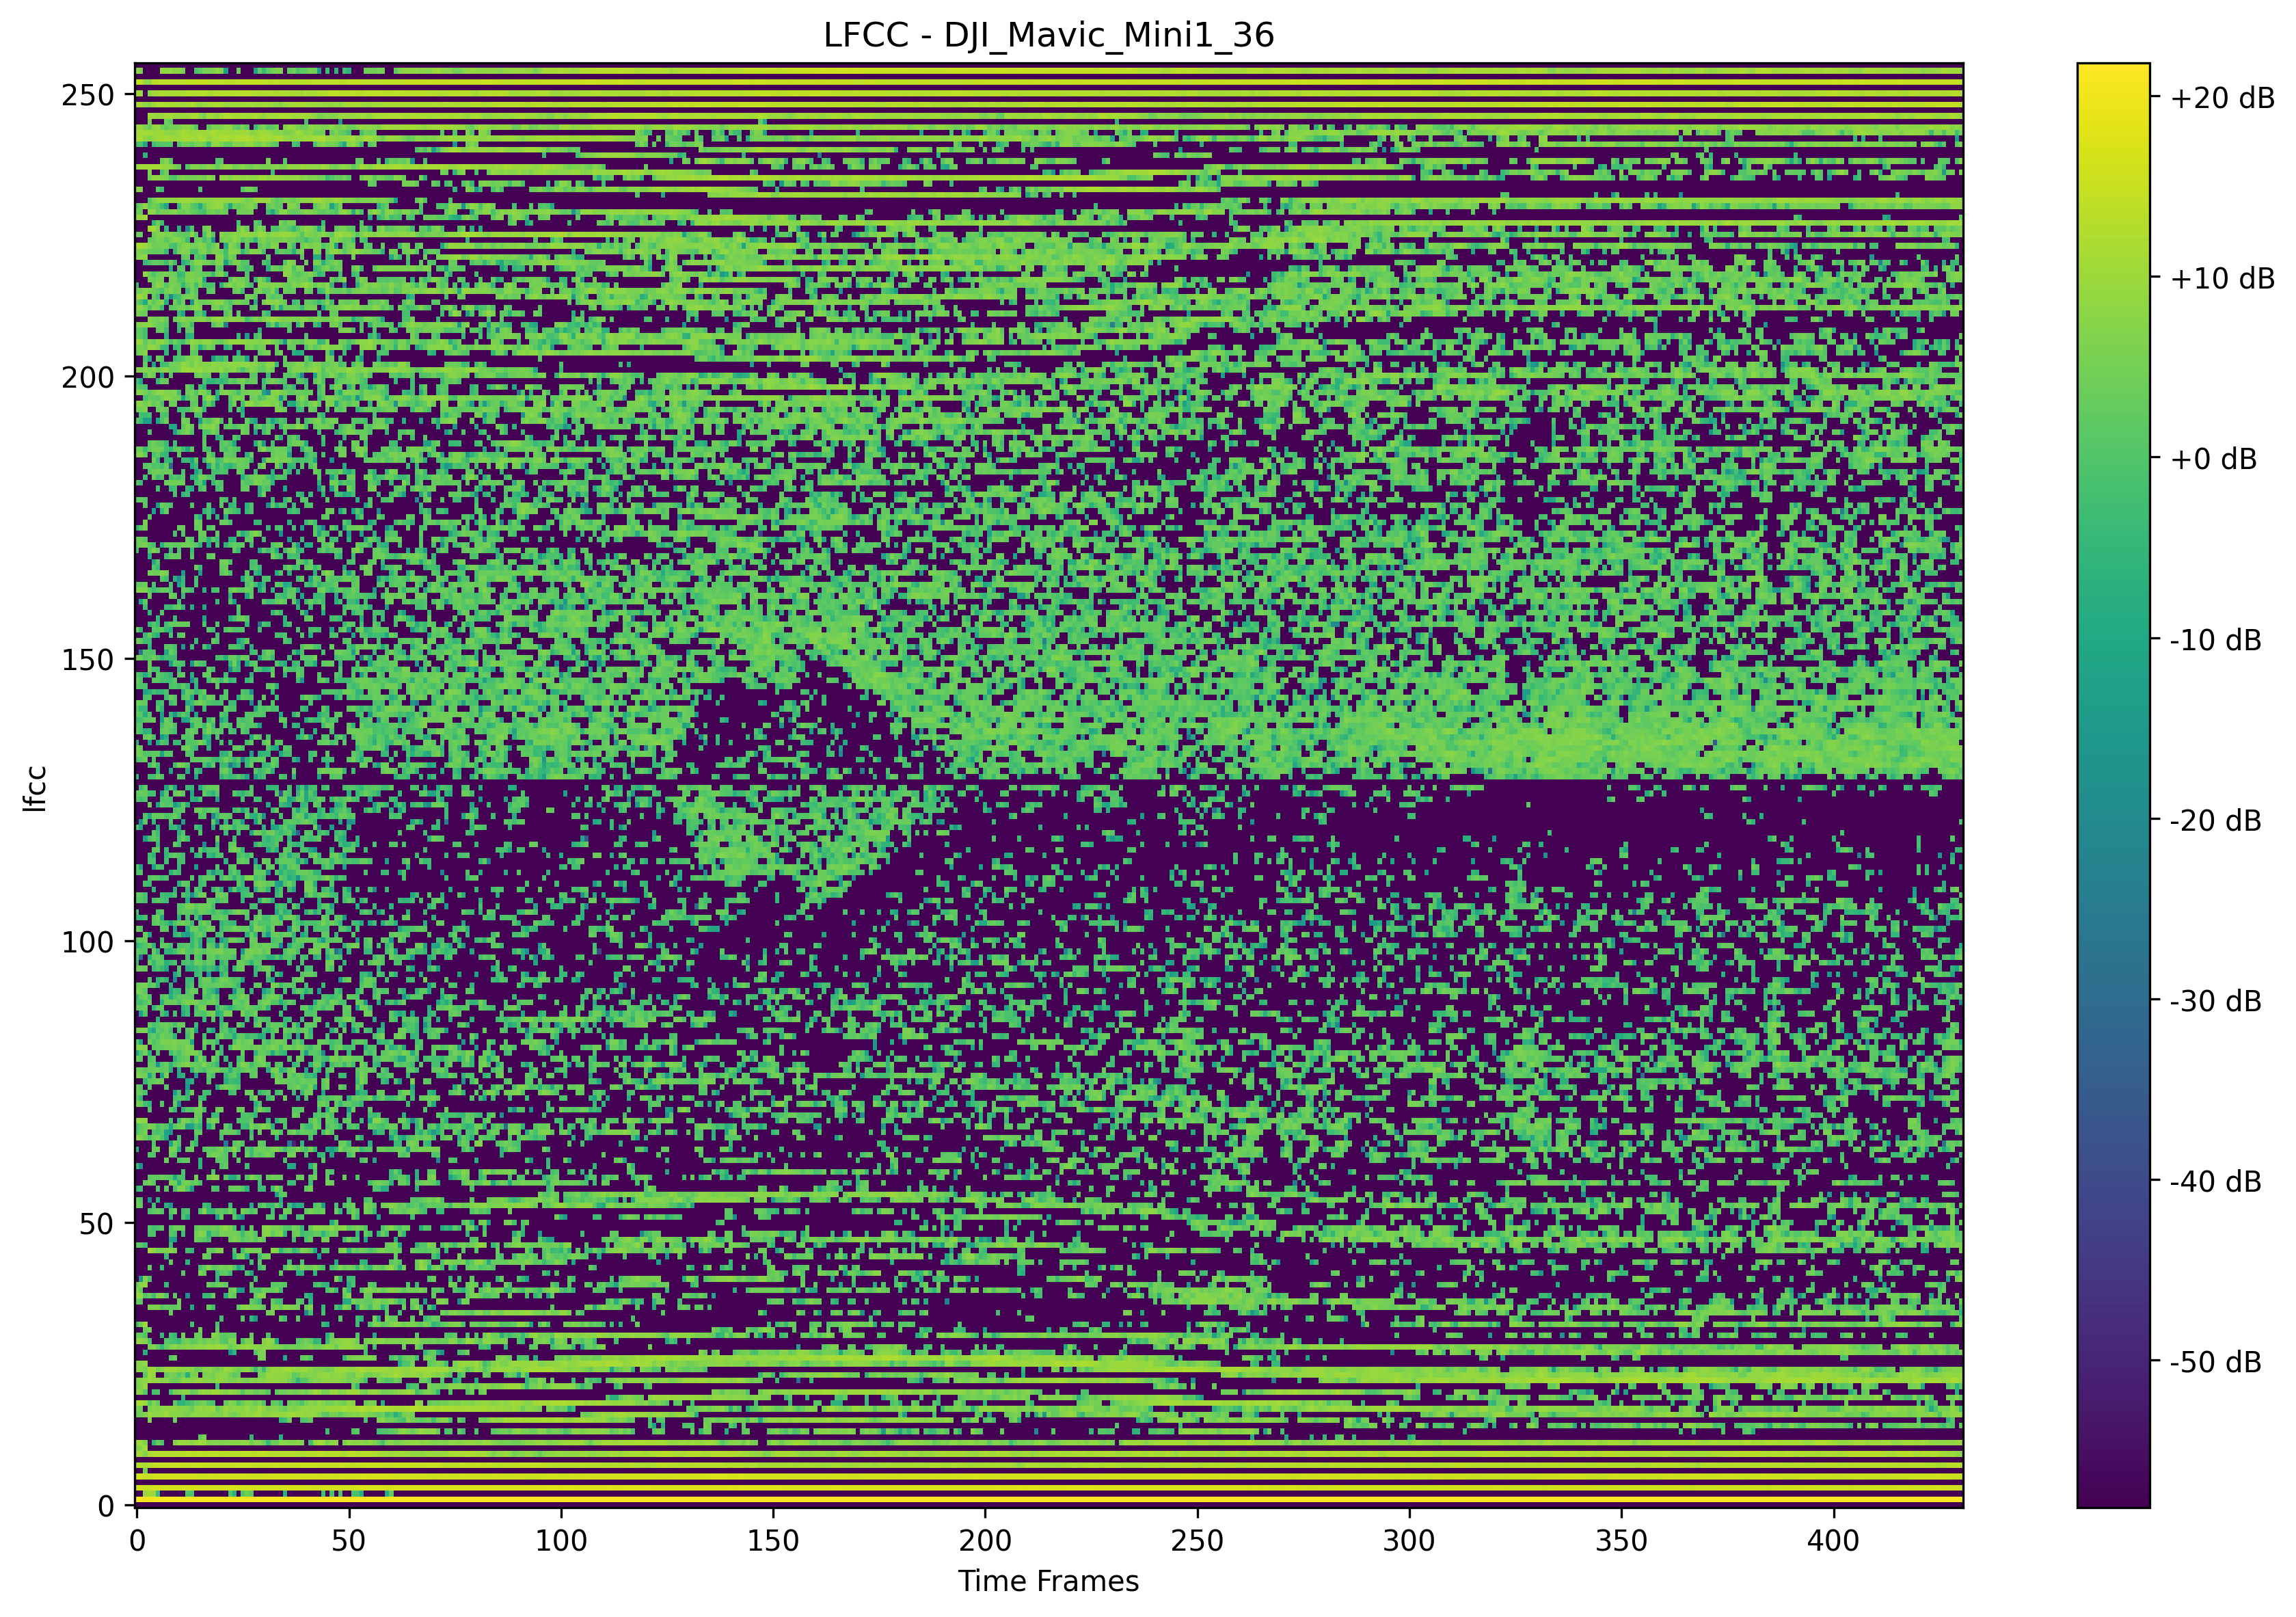 LFCC - DJI_Mavic_Mini1_36
250
200
150
100
50
0
lfcc
0 50 100 150 200 250 300 350 400
Time Frames
+20 dB
+10 dB
+0 dB
-10 dB
-20 dB
-30 dB
-40 dB
-50 dB